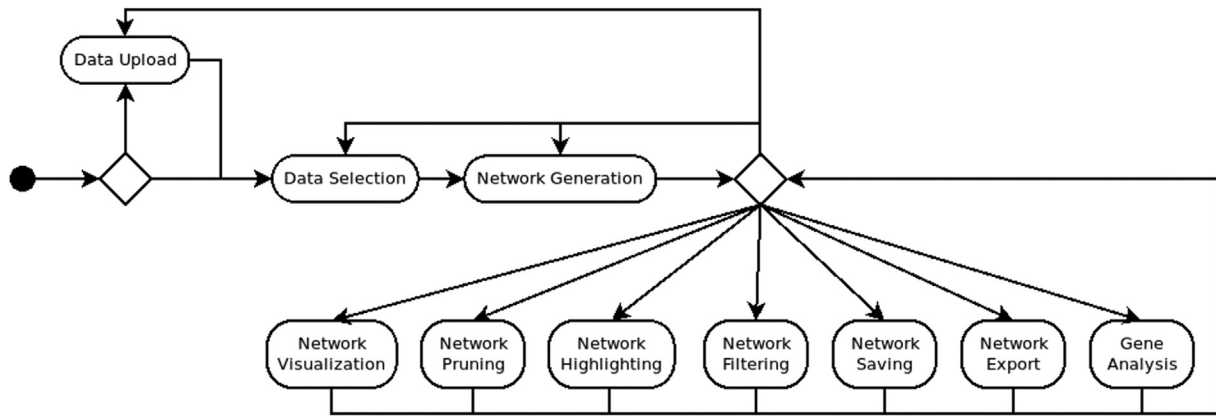 Data Upload
Data Selection
Network Generation
Network
Visualization
Network
Pruning
Network
Highlighting
Network
Filtering
Network
Saving
Network
Export
Gene
Analysis